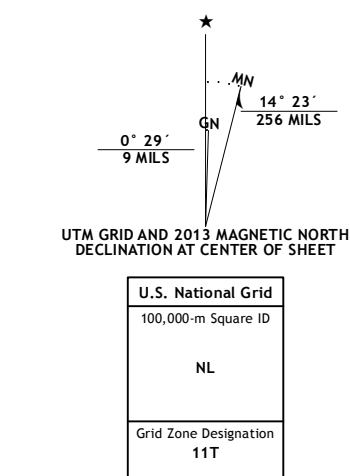 ★
MN
14° 23´
256 MILS
GN
0° 29´
9 MILS
UTM GRID AND 2013 MAGNETIC NORTH
DECLINATION AT CENTER OF SHEET
U.S. National Grid
100,000-m Square ID
NL
Grid Zone Designation
11T